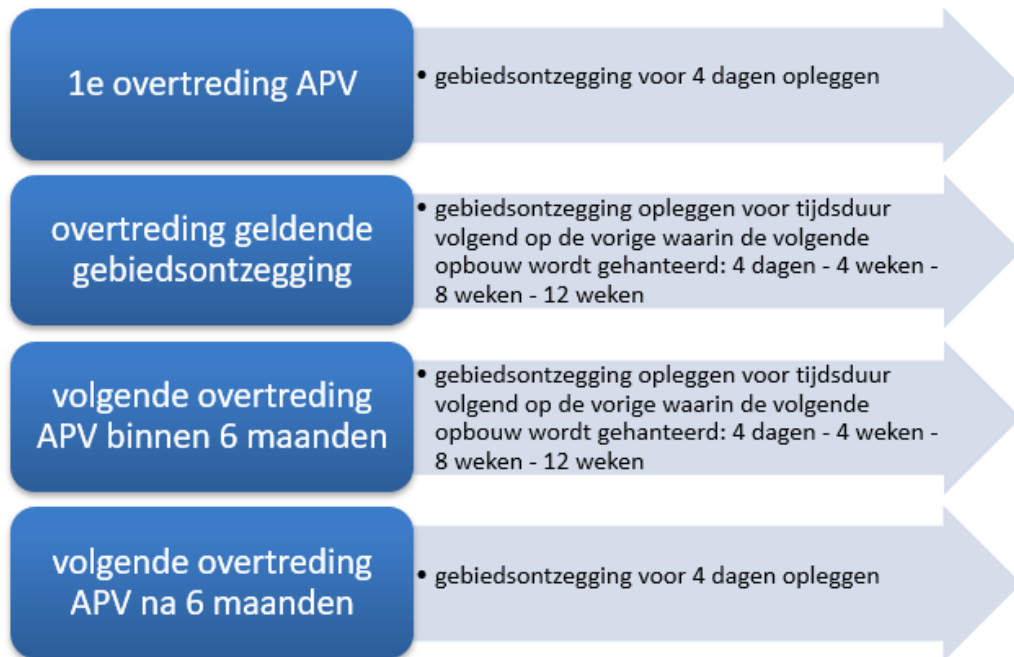 1e overtreding APV
• gebiedsontzegging voor 4 dagen opleggen
overtreding geldende
gebiedsontzegging
• gebiedsontzegging opleggen voor tijdsduur
volgend op de vorige waarin de volgende
opbouw wordt gehanteerd: 4 dagen - 4 weken -
8 weken - 12 weken
volgende overtreding
APV binnen 6 maanden
• gebiedsontzegging opleggen voor tijdsduur
volgend op de vorige waarin de volgende
opbouw wordt gehanteerd: 4 dagen - 4 weken -
8 weken - 12 weken
volgende overtreding
APV na 6 maanden
• gebiedsontzegging voor 4 dagen opleggen